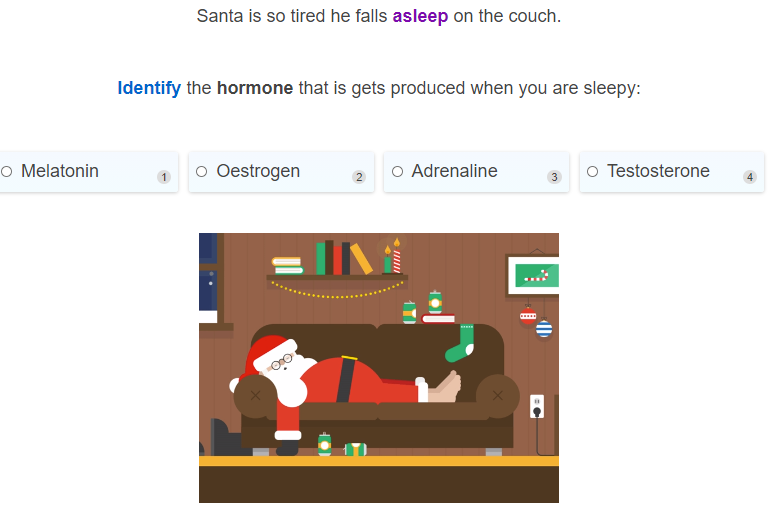 Santa is so tired he falls asleep on the couch.
Identify the hormone that is gets produced when you are sleepy:
Melatonin 1
Oestrogen 2
Adrenaline 3
Testosterone 4